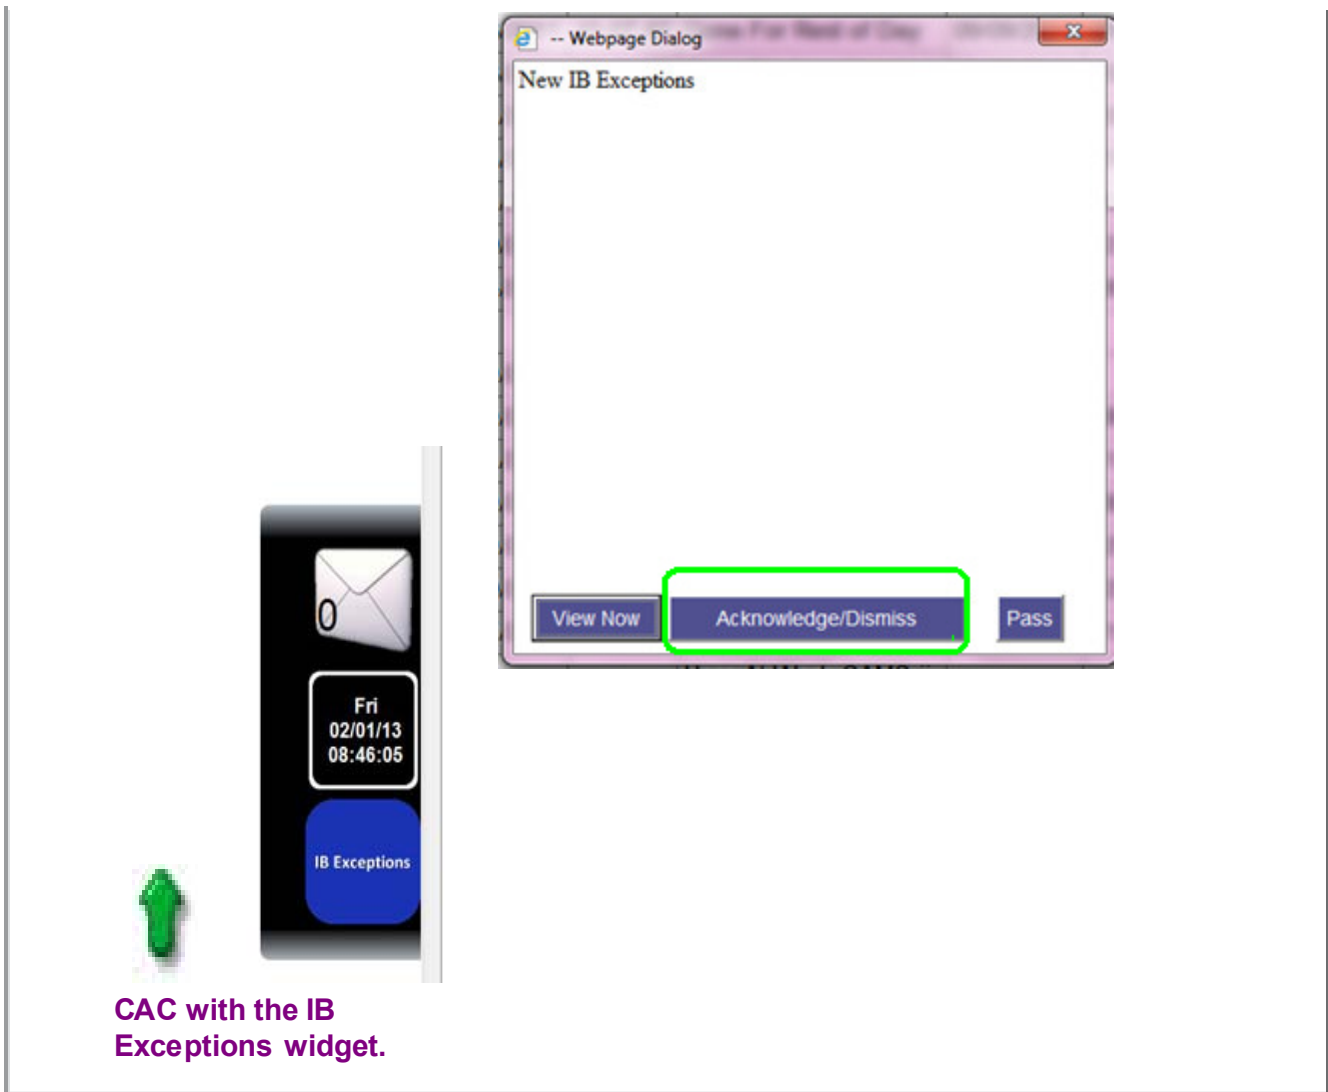 -- Webpage Dialog
New IB Exceptions
View Now
Acknowledge/Dismiss
Pass
0
Fri
02/01/13
08:46:05
IB Exceptions
CAC with the IB
Exceptions widget.